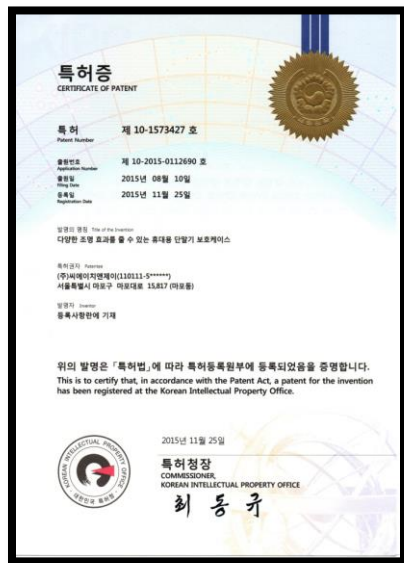 특허증
CERTIFICATE OF PATENT
특 허 제 10-1573427 호
Patent Number
출원번호 제 10-2015-0112690 호
Application Number
출원일 2015년 08월 10일
Filing Date
등록일 2015년 11월 25일
Registration Date
발명의 명칭 Title of the Invention
다양한 조명 효과를 줄 수 있는 휴대용 단말기 보호케이스
특허권자 Patentee
(주)씨에이치앤제이(110111-5******)
서울특별시 마포구 마포대로 15,817 (마포동)
발명자 Inventor
등록사항란에 기재
위의 발명은 「특허법」에 따라 특허등록원부에 등록되었음을 증명합니다.
This is to certify that, in accordance with the Patent Act, a patent for the invention
has been registered at the Korean Intellectual Property Office.
2015년 11월 25일
특허청장
COMMISSIONER,
KOREAN INTELLECTUAL PROPERTY OFFICE
최동규
KOREAN INTELLECTUAL PROPERTY OFFICE
대한민국 특허청